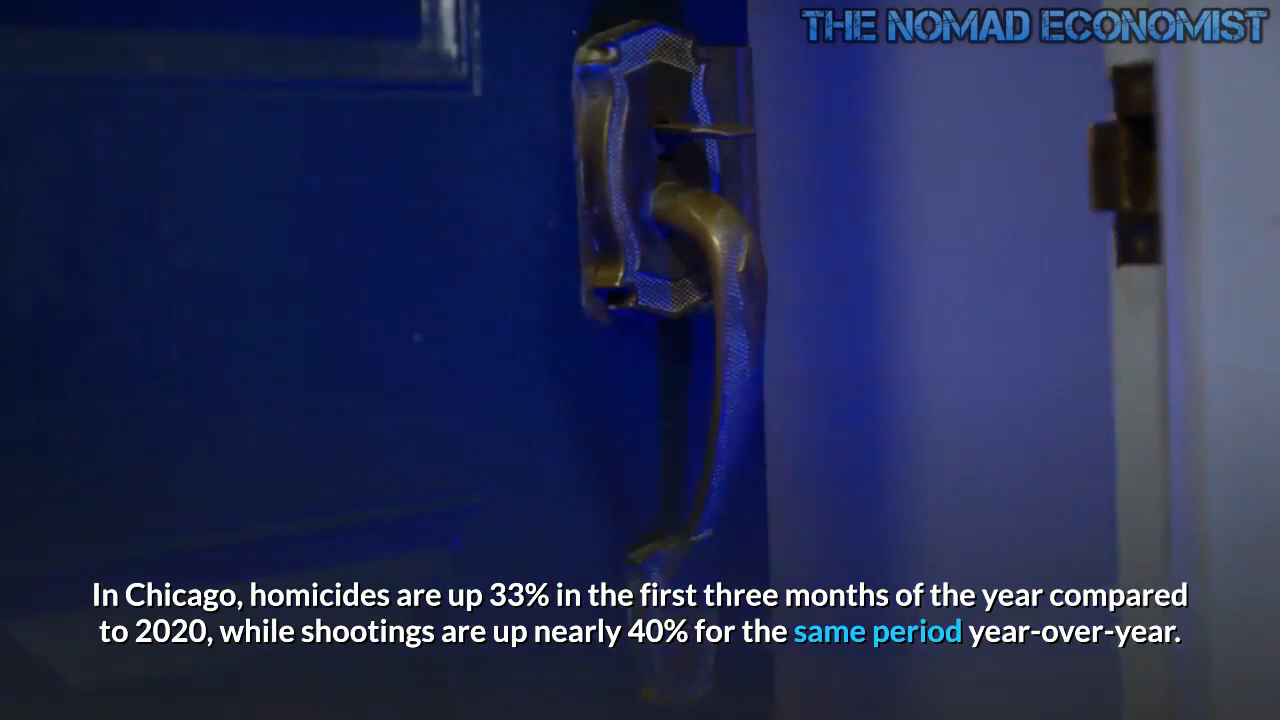 THE NOMAD ECONOMIST
In Chicago, homicides are up 33% in the first three months of the year compared
to 2020, while shootings are up nearly 40% for the same period year-over-year.